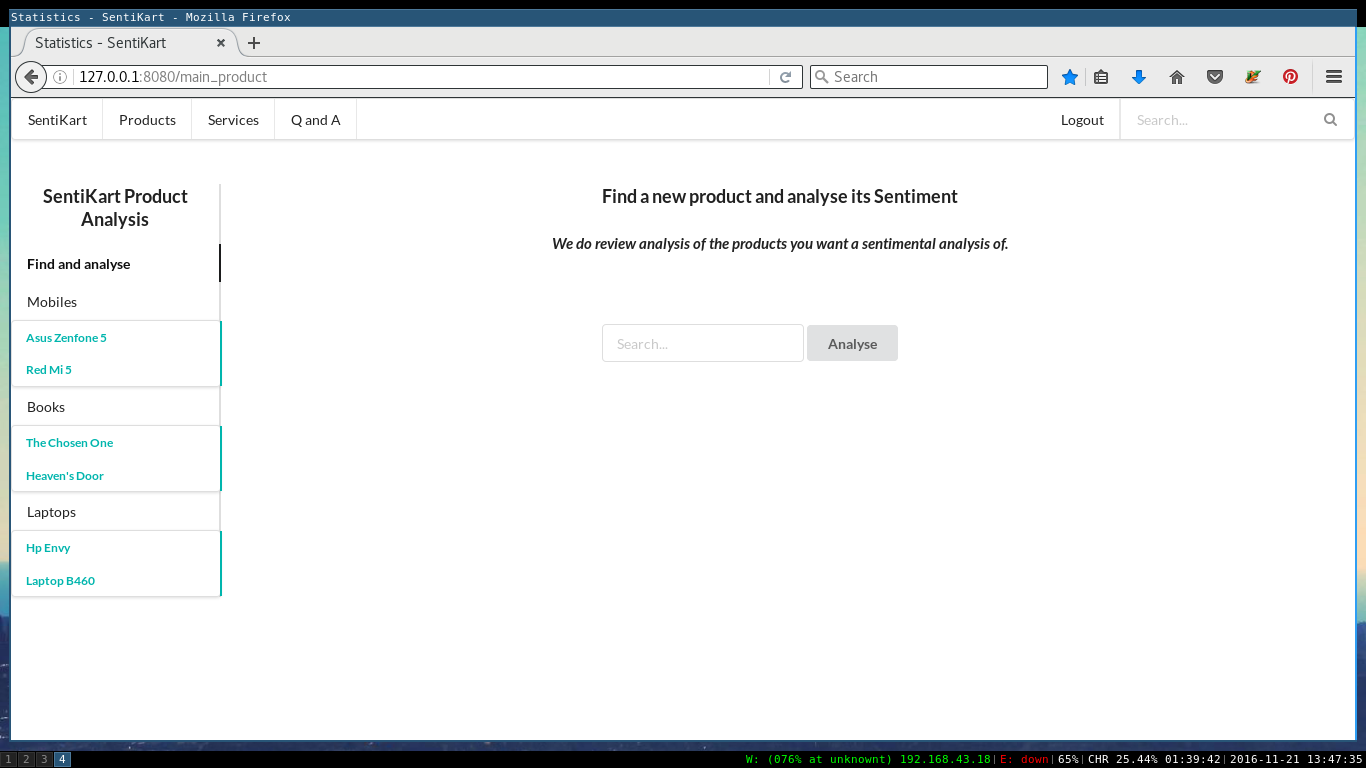 Statistics - SentiKart - Mozilla Firefox
Statistics - SentiKart
127.0.0.1:8080/main_product
Search
SentiKart Products Services Q and A Logout Search...
SentiKart Product
Analysis
Find and analyse
Mobiles
Asus Zenfone 5
Red Mi 5
Books
The Chosen One
Heaven's Door
Laptops
Hp Envy
Laptop B460
Find a new product and analyse its Sentiment
We do review analysis of the products you want a sentimental analysis of.
Search... Analyse
1 2 3 4 W: (076% at unknownt) 192.168.43.18|E: down|65%|CHR 25.44% 01:39:42|2016-11-21 13:47:35